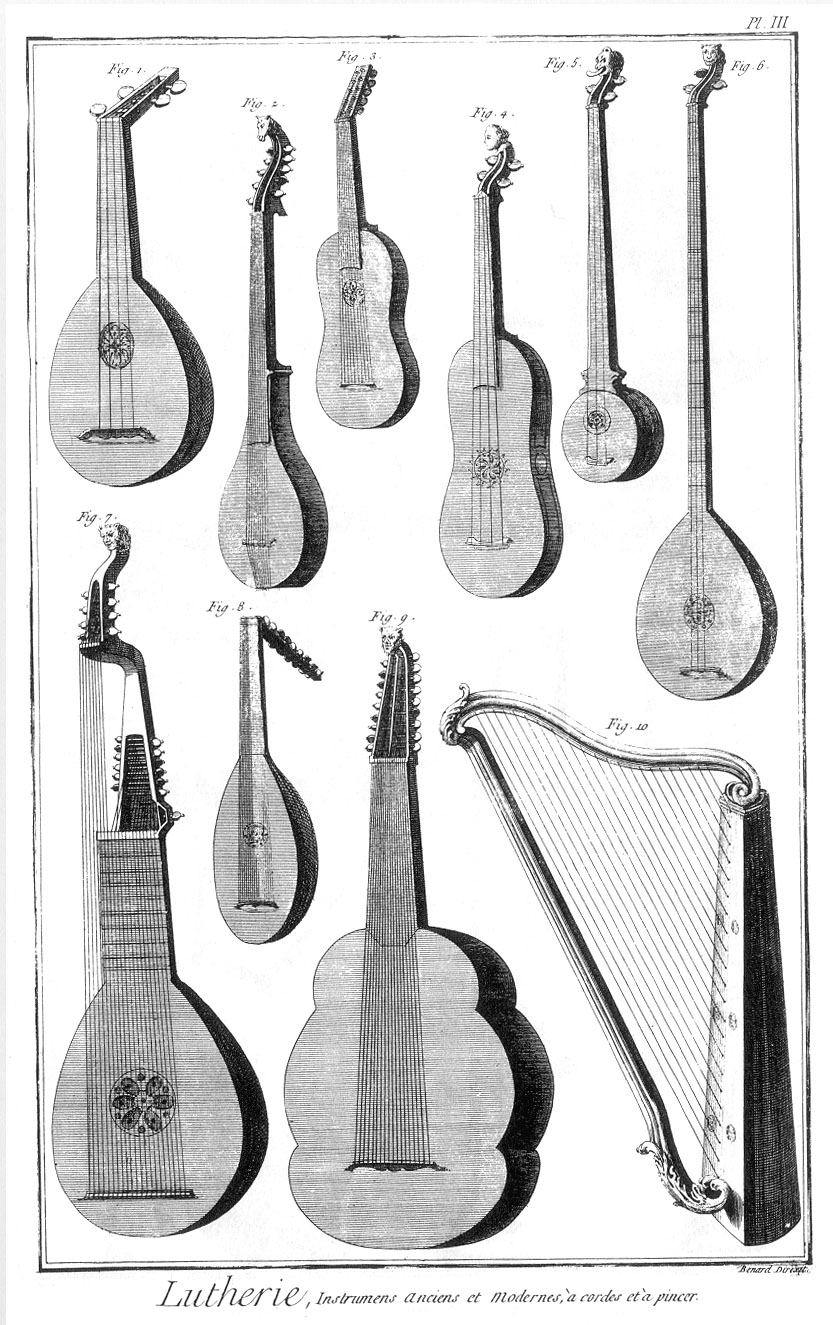 Pl. III
Fig. 1.
Fig. 2.
Fig. 3.
Fig. 4.
Fig. 5.
Fig. 6.
Fig. 7.
Fig. 8.
Fig. 9.
Fig. 10
Benard Direxit.
Lutherie, Instrumens anciens et modernes, à cordes et à pincer.